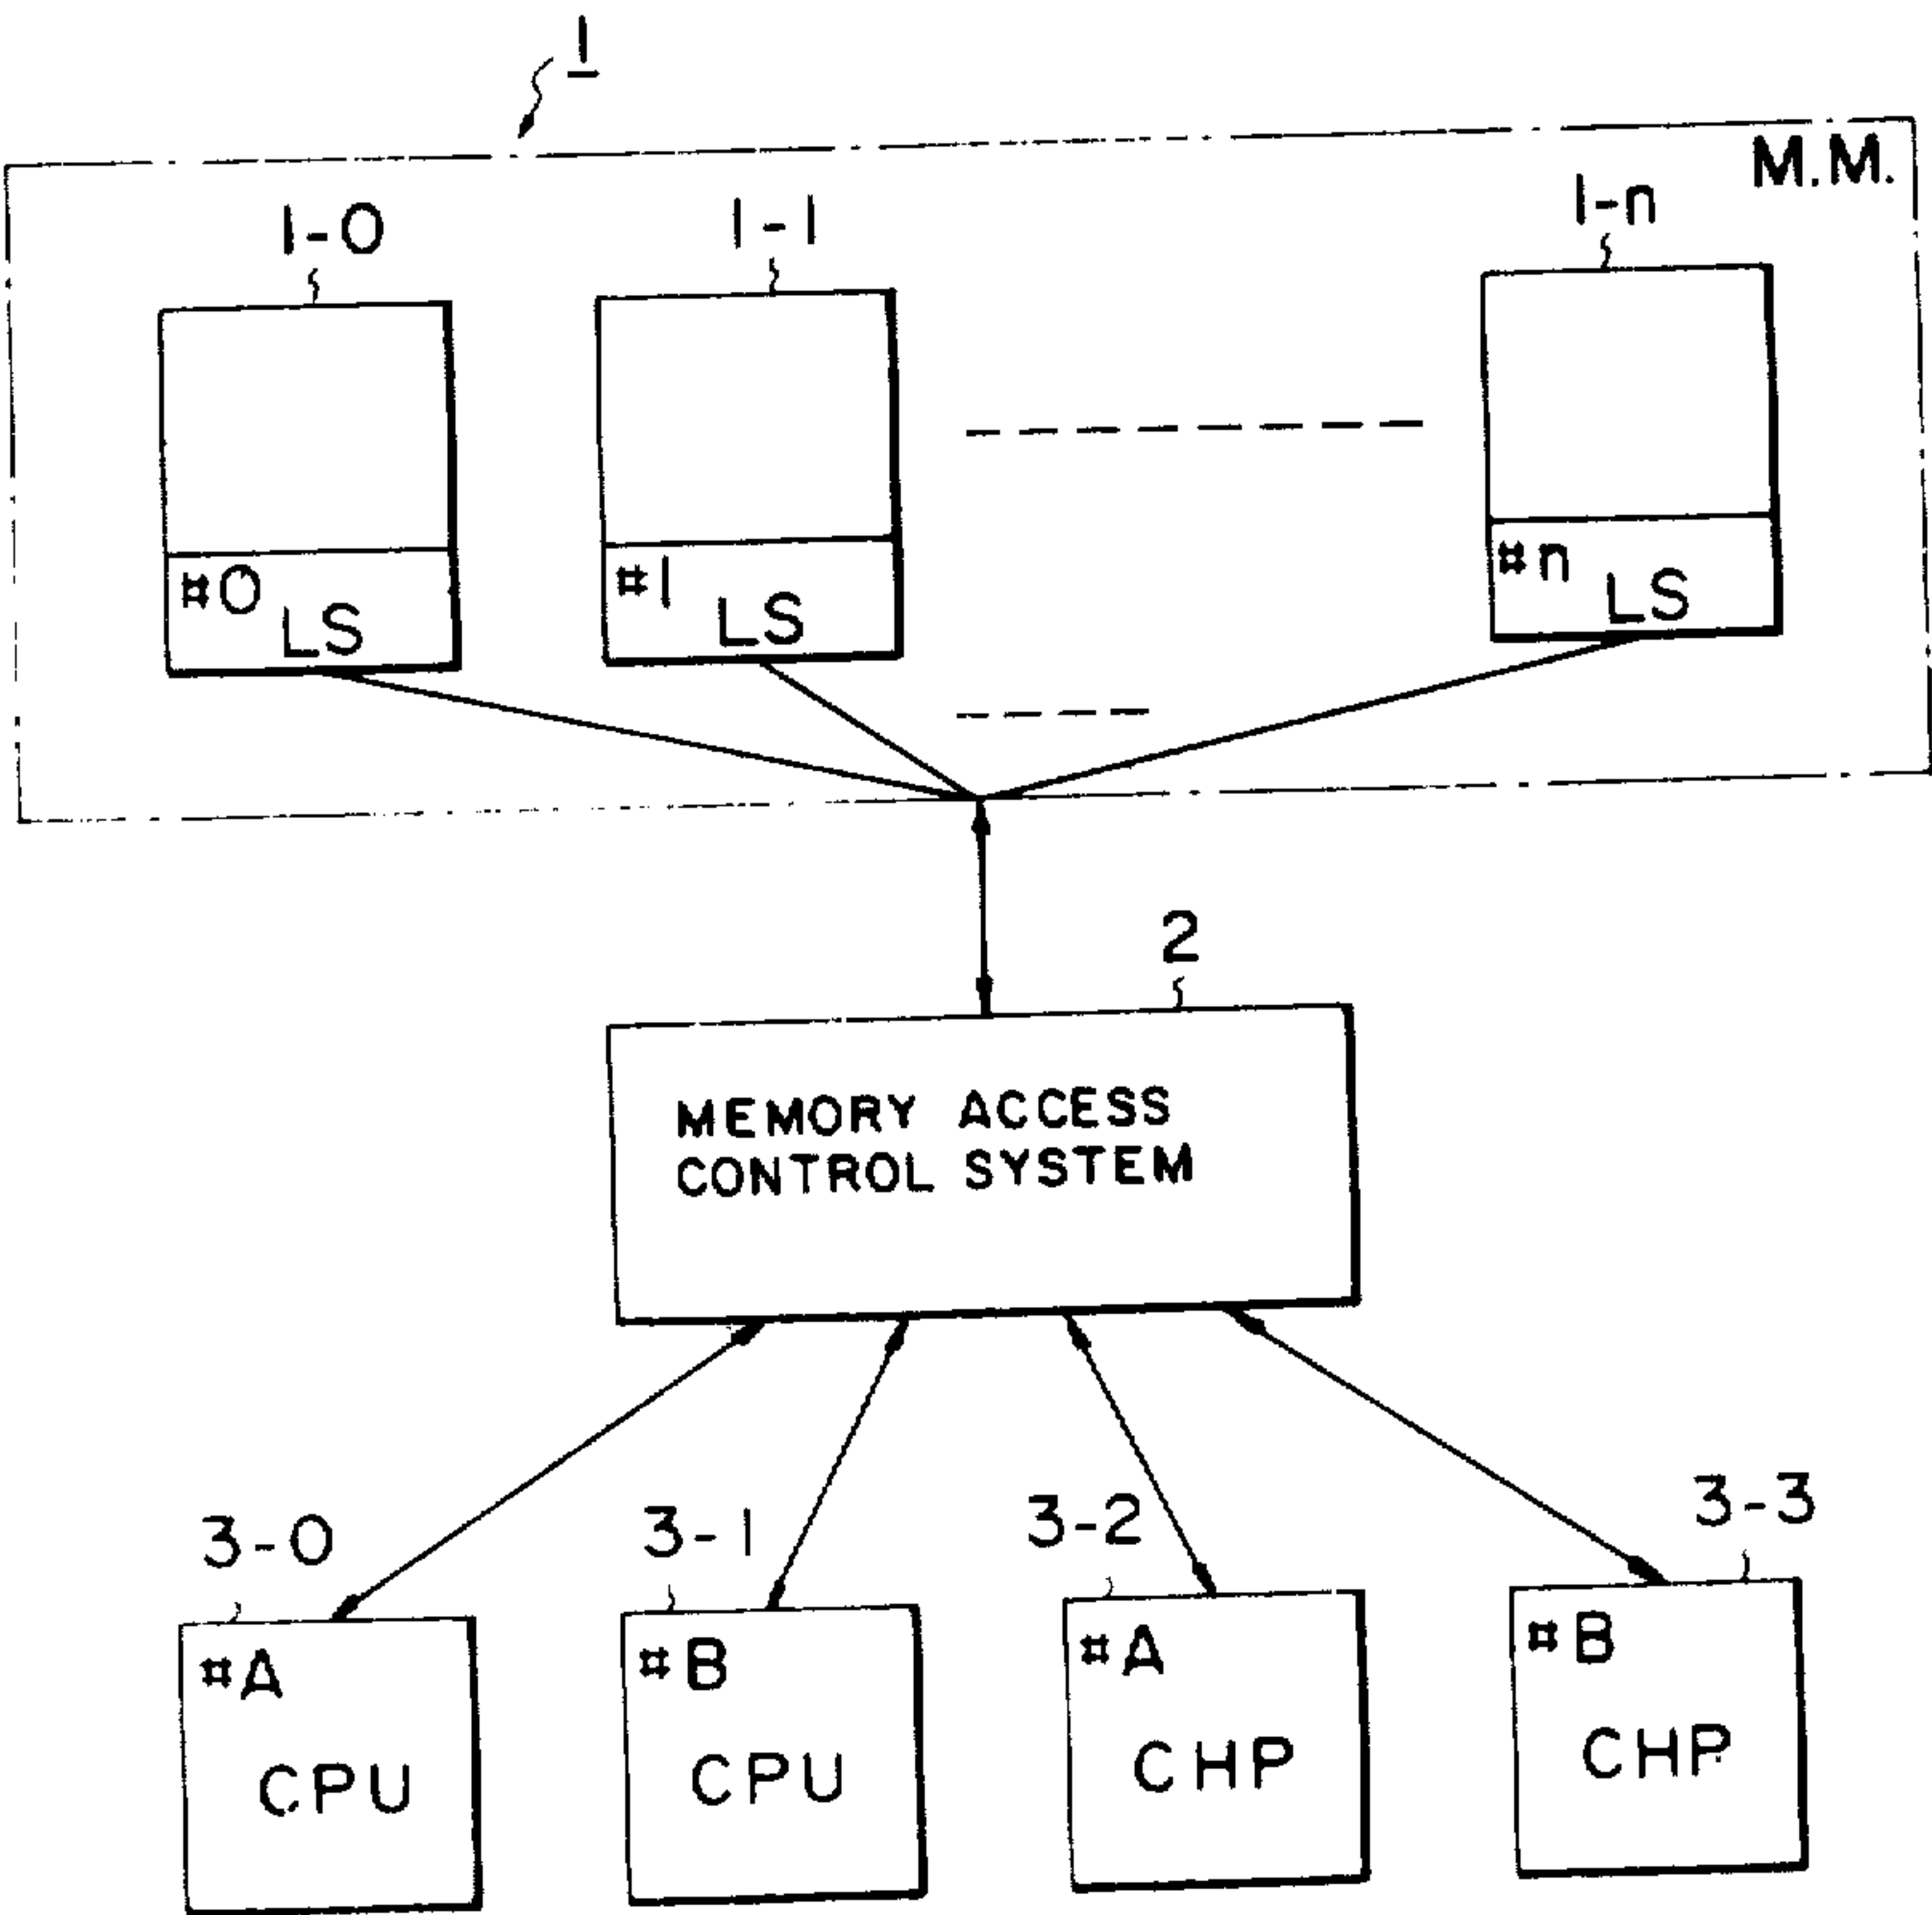 1
M.M.
1-0
1-1
1-n
#0
LS
#1
LS
#n
LS
2
MEMORY ACCESS
CONTROL SYSTEM
3-0
3-1
3-2
3-3
#A
CPU
#B
CPU
#A
CHP
#B
CHP